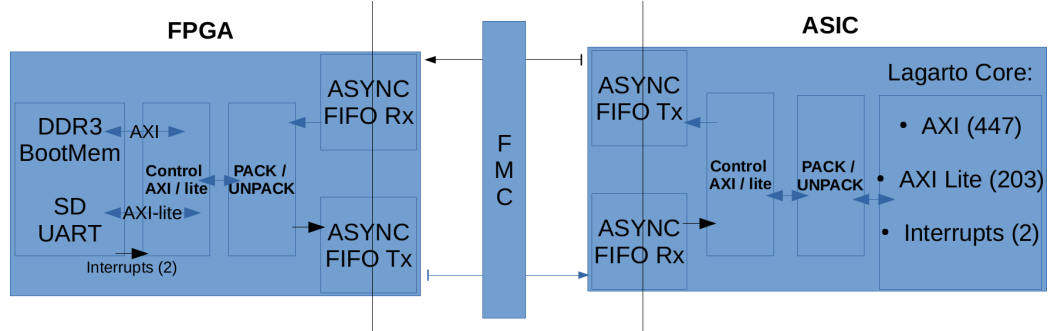 FPGA
ASYNC
FIFO Rx
DDR3
BootMem
AXI
Control
AXI / lite
PACK /
UNPACK
SD
UART
AXI-lite
Interrupts (2)
ASYNC
FIFO Tx
F
M
C
ASIC
ASYNC
FIFO Tx
Control
AXI / lite
PACK /
UNPACK
ASYNC
FIFO Rx
Lagarto Core:
• AXI (447)
• AXI Lite (203)
• Interrupts (2)